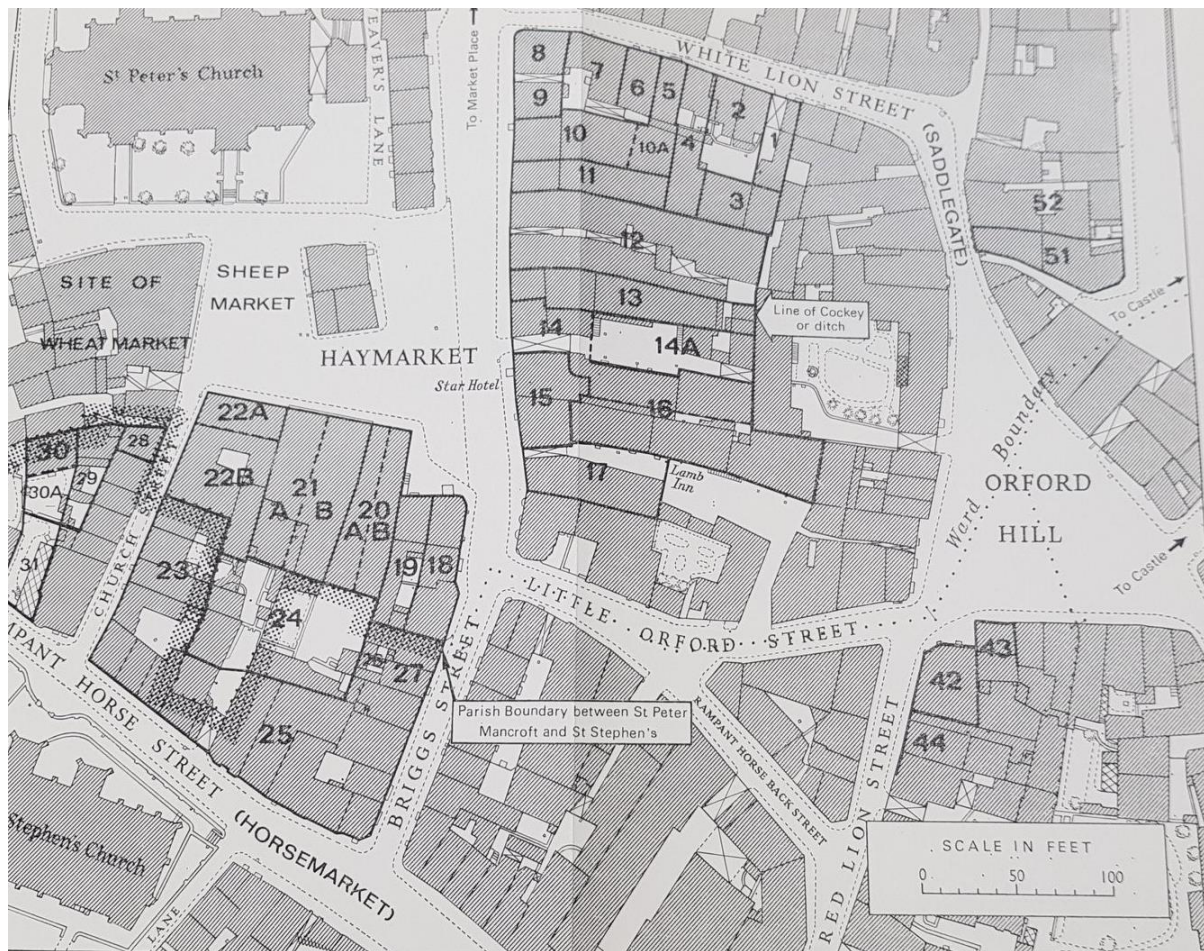 St Peter's Church
EAVER'S LANE
To Market Place
WHITE LION STREET
(SADDLEGATE)
8
7
6
5
2
1
9
10
10A
4
11
3
52
51
12
SITE OF
WHEAT MARKET
SHEEP
MARKET
HAYMARKET
Star Hotel
13
14
14A
Line of Cockey
or ditch
To Castle
15
16
17
Lamb
Inn
Ward Boundary
ORFORD
HILL
To Castle
22A
22B
21
A B
20
A B
19
18
30
28
29
30A
31
CHURCH
23
24
27
25
LITTLE ORFORD STREET
BRIGGS STREET
Parish Boundary between St Peter
Mancroft and St Stephen's
43
42
44
MPANT HORSE STREET
(HORSEMARKET)
RAMPANT HORSE BACK STREET
RED LION STREET
Stephen's Church
LANE
SCALE IN FEET
0 50 100